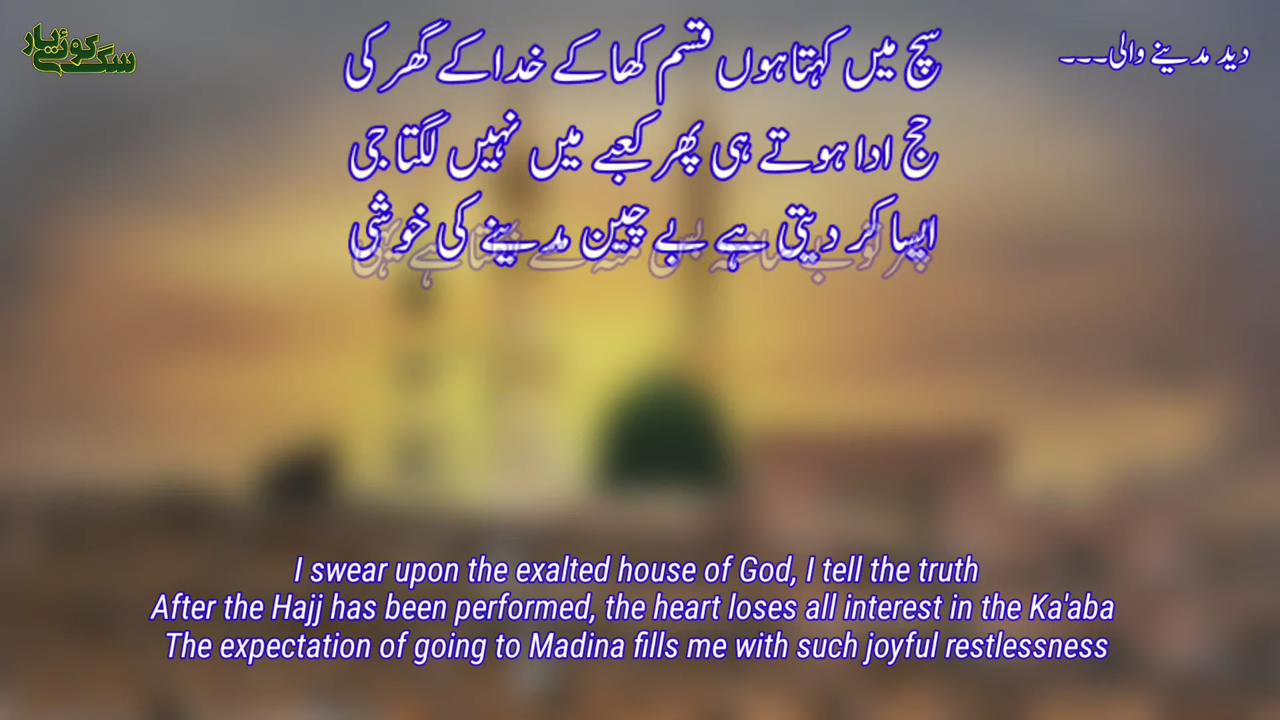 سگِ کوئے یار
دید مدینے والی۔۔۔
سچ میں کہتا ہوں قسم کھا کے خدا کے گھر کی
حج ادا ہوتے ہی پھر کعبے میں نہیں لگتا جی
ایسا کر دیتی ہے بے چین مدینے کی خوشی
I swear upon the exalted house of God, I tell the truth
After the Hajj has been performed, the heart loses all interest in the Ka'aba
The expectation of going to Madina fills me with such joyful restlessness